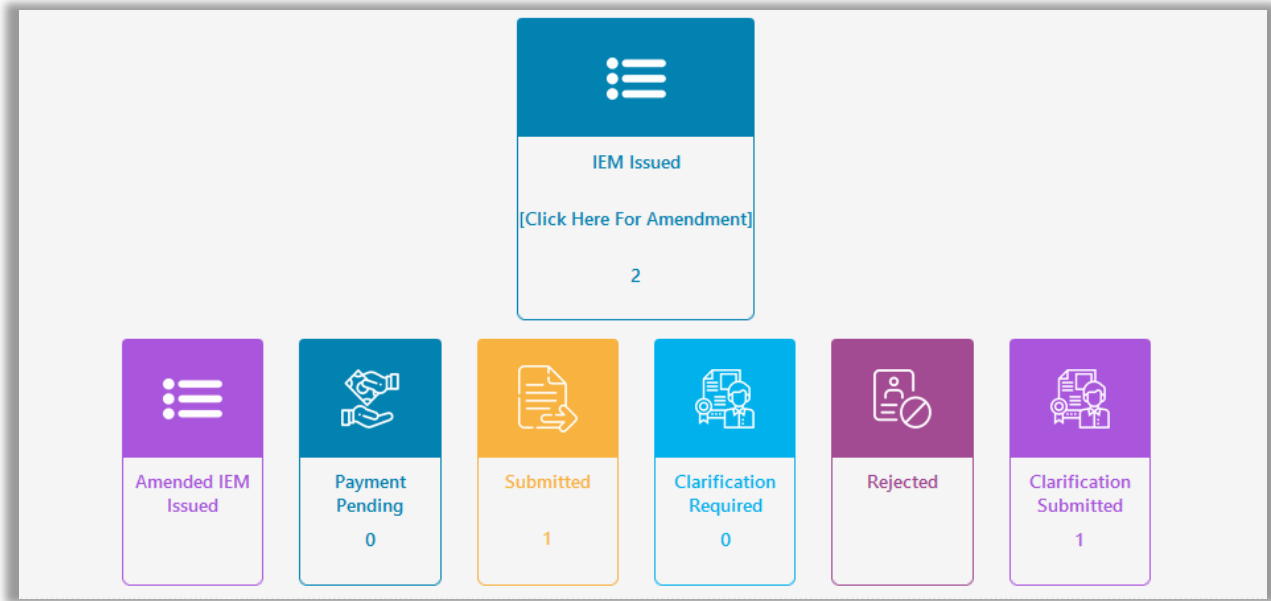 IEM Issued
[Click Here For Amendment]
2
Amended IEM
Issued
Payment
Pending
0
Submitted
1
Clarification
Required
0
Rejected
Clarification
Submitted
1